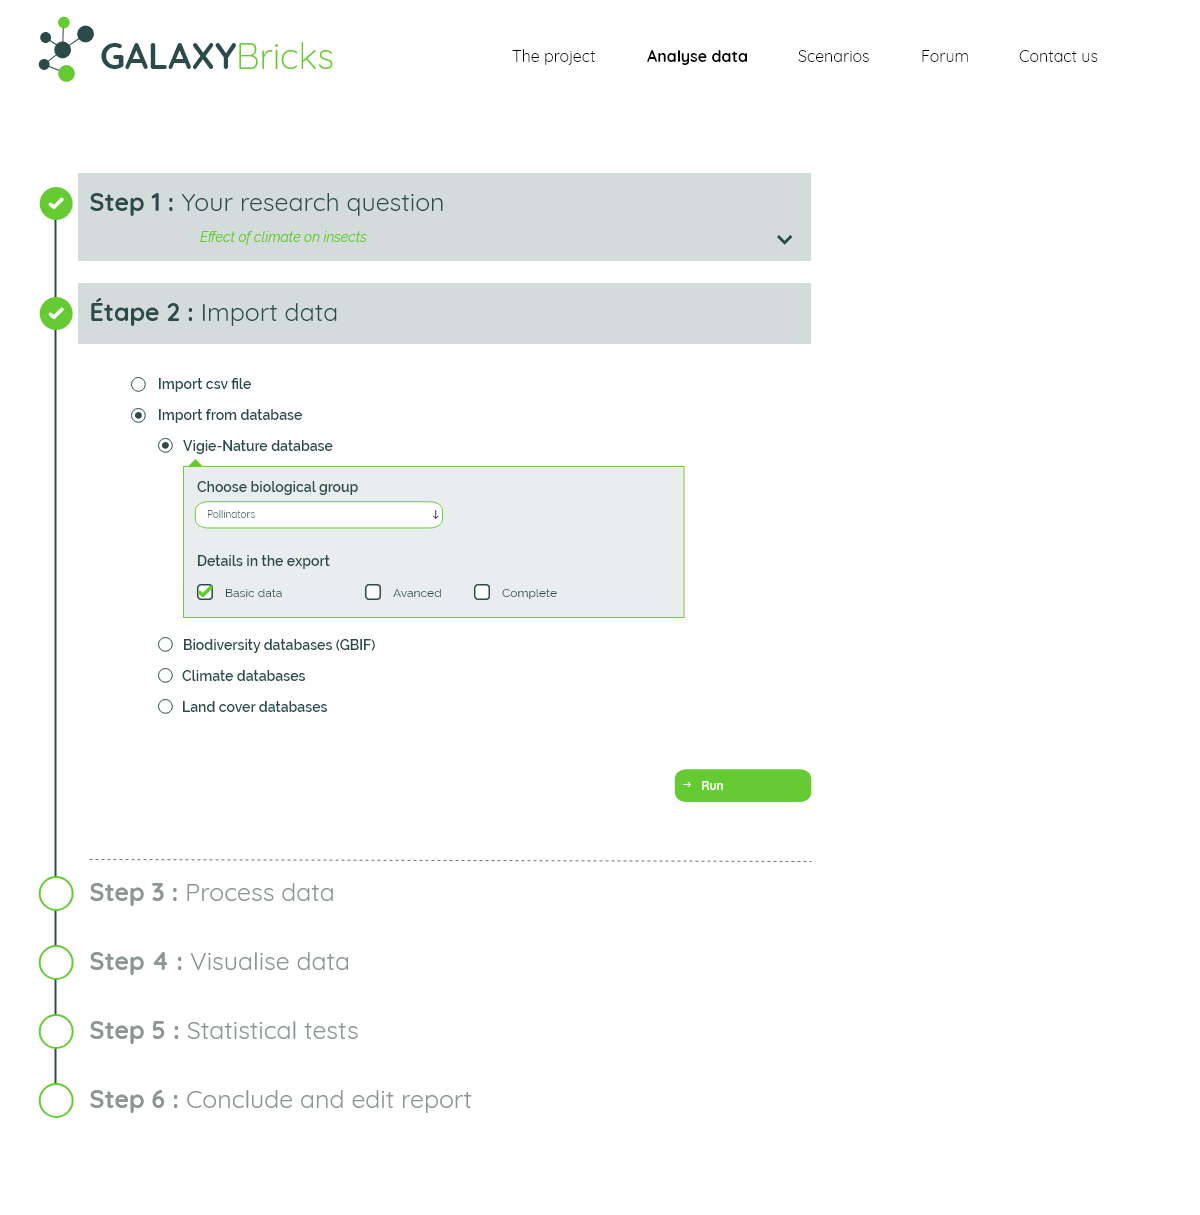 GALAXYBricks
The project Analyse data Scenarios Forum Contact us
Step 1 : Your research question
Effect of climate on insects
Étape 2 : Import data
Import csv file
Import from database
Vigie-Nature database
Choose biological group
Pollinators
Details in the export
Basic data Avanced Complete
Biodiversity databases (GBIF)
Climate databases
Land cover databases
Run
Step 3 : Process data
Step 4 : Visualise data
Step 5 : Statistical tests
Step 6 : Conclude and edit report